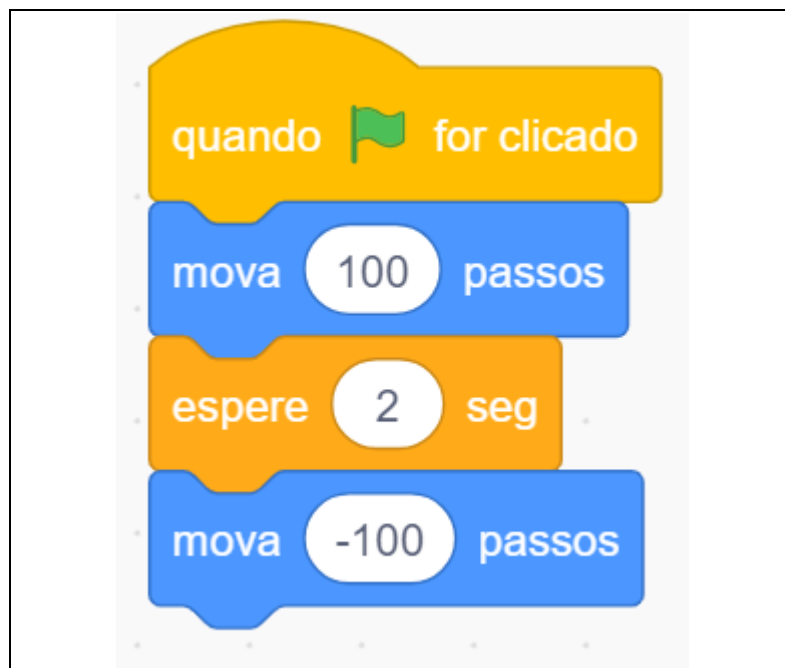 quando for clicado
mova 100 passos
espere 2 seg
mova -100 passos